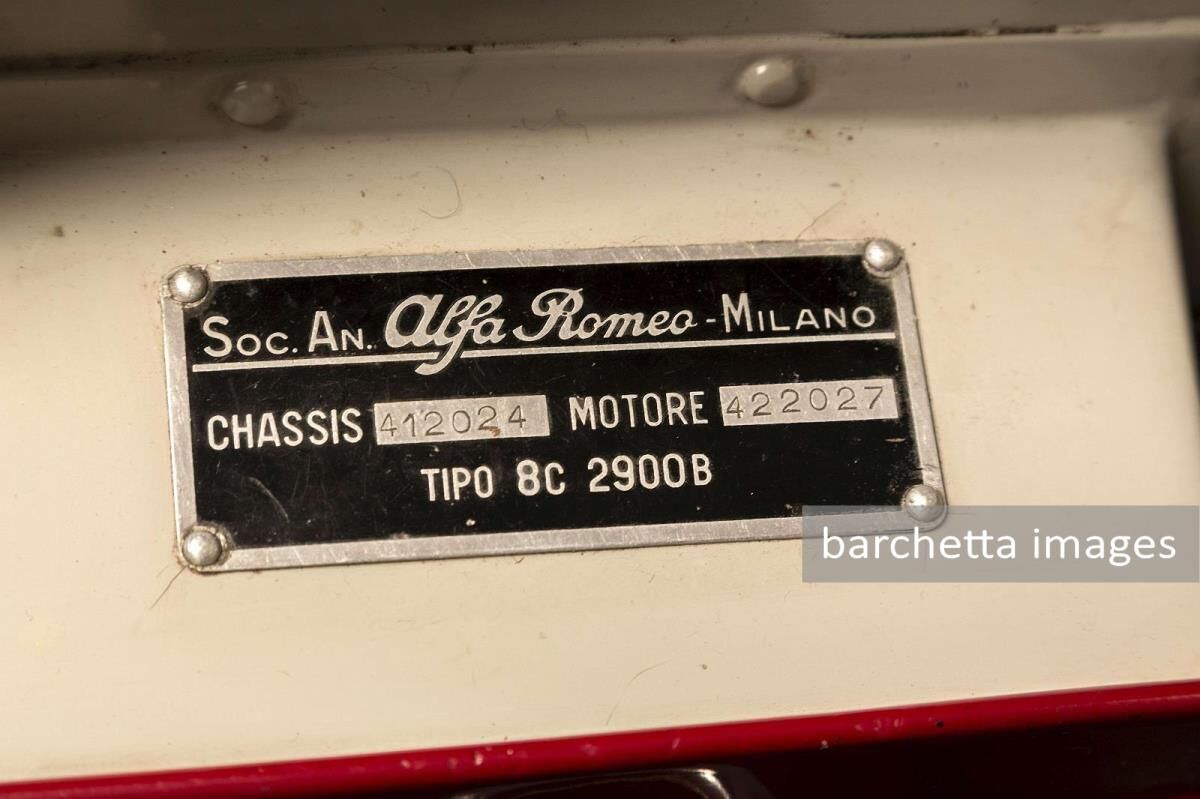 Soc. An. Alfa Romeo - Milano
CHASSIS 412024 MOTORE 422027
TIPO 8C 2900B
barchetta images